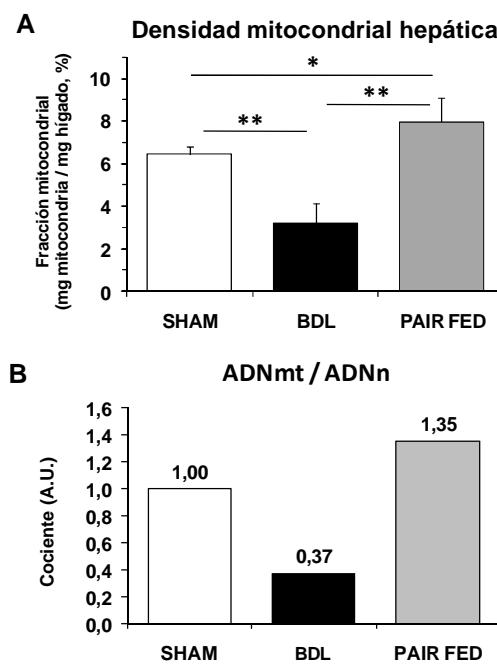 A
Densidad mitocondrial hepática
Fracción mitocondrial
(mg mitocondria / mg hígado, %)
10
8
6
4
2
0
*
**
**
SHAM
BDL
PAIR FED
B
ADNmt / ADNn
Cociente (A.U.)
1,6
1,4
1,2
1,0
0,8
0,6
0,4
0,2
0,0
1,00
0,37
1,35
SHAM
BDL
PAIR FED